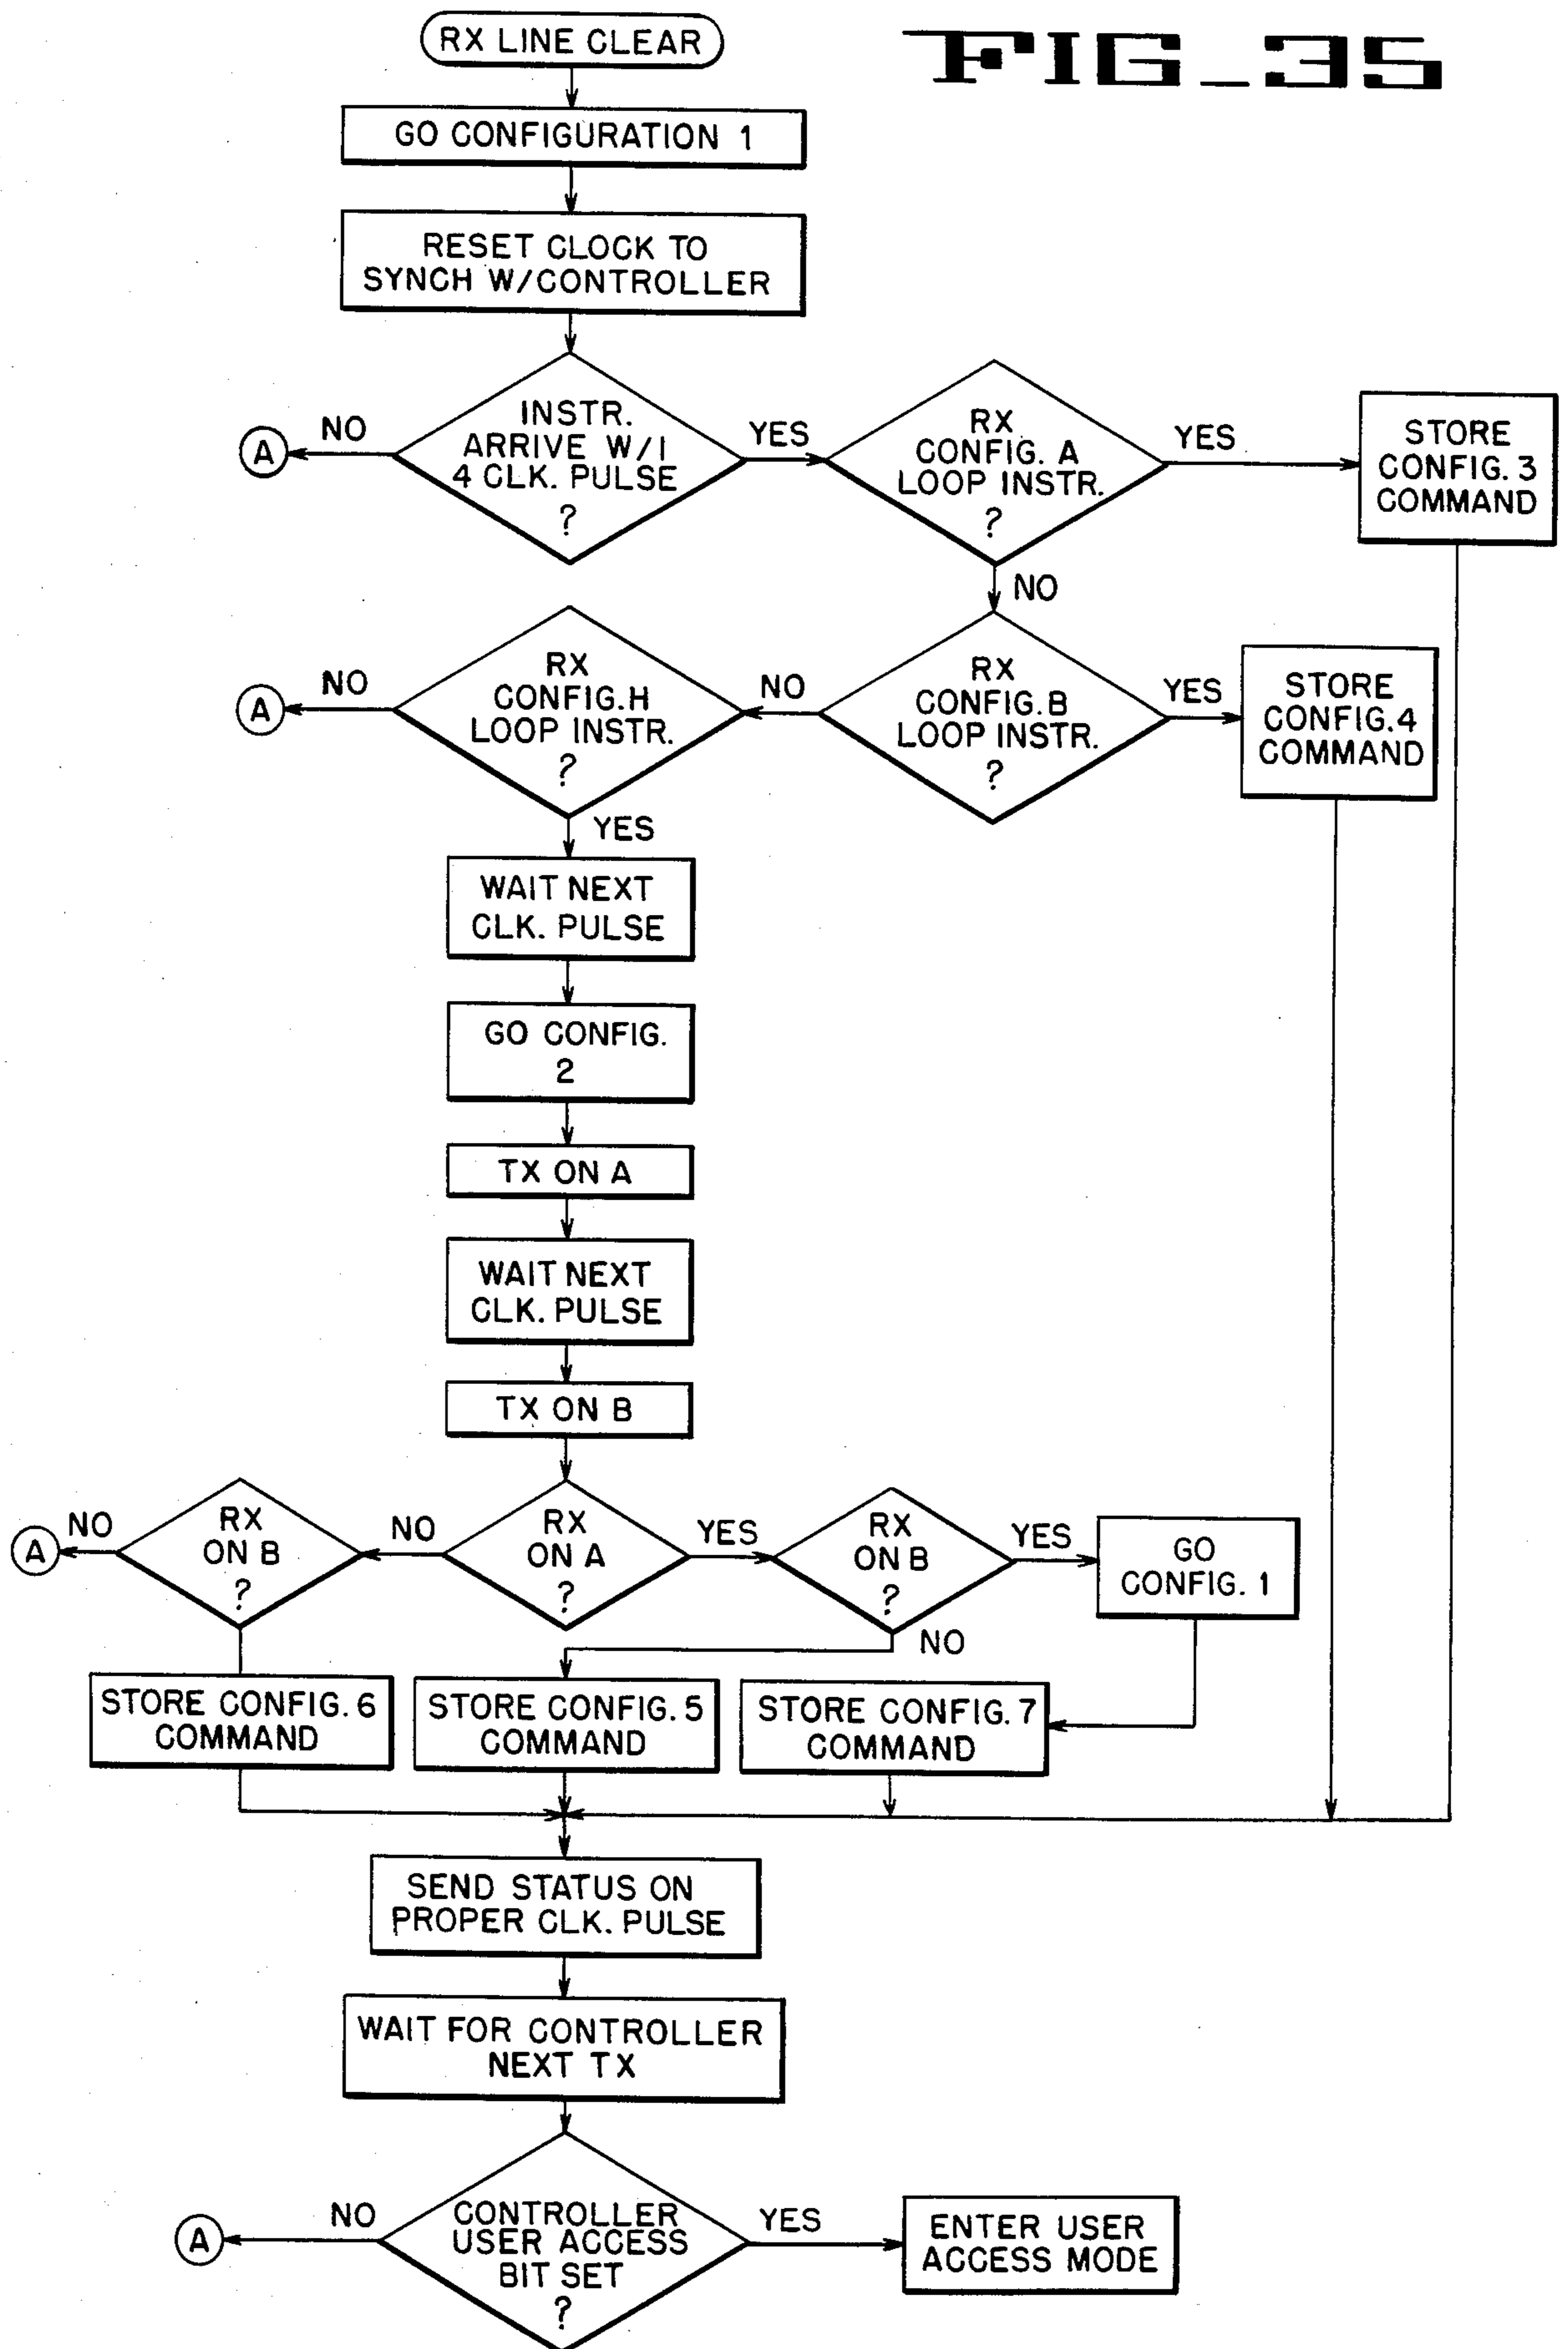 RX LINE CLEAR
FIG_35
GO CONFIGURATION 1
RESET CLOCK TO
SYNCH W/CONTROLLER
INSTR.
ARRIVE W/I
4 CLK. PULSE
?
NO
A
YES
RX
CONFIG. A
LOOP INSTR.
?
YES
STORE
CONFIG. 3
COMMAND
NO
RX
CONFIG. B
LOOP INSTR.
?
YES
STORE
CONFIG. 4
COMMAND
NO
RX
CONFIG. H
LOOP INSTR.
?
NO
A
YES
WAIT NEXT
CLK. PULSE
GO CONFIG.
2
TX ON A
WAIT NEXT
CLK. PULSE
TX ON B
RX
ON A
?
NO
RX
ON B
?
NO
A
YES
RX
ON B
?
YES
GO
CONFIG. 1
NO
STORE CONFIG. 6
COMMAND
STORE CONFIG. 5
COMMAND
STORE CONFIG. 7
COMMAND
SEND STATUS ON
PROPER CLK. PULSE
WAIT FOR CONTROLLER
NEXT TX
CONTROLLER
USER ACCESS
BIT SET
?
NO
A
YES
ENTER USER
ACCESS MODE